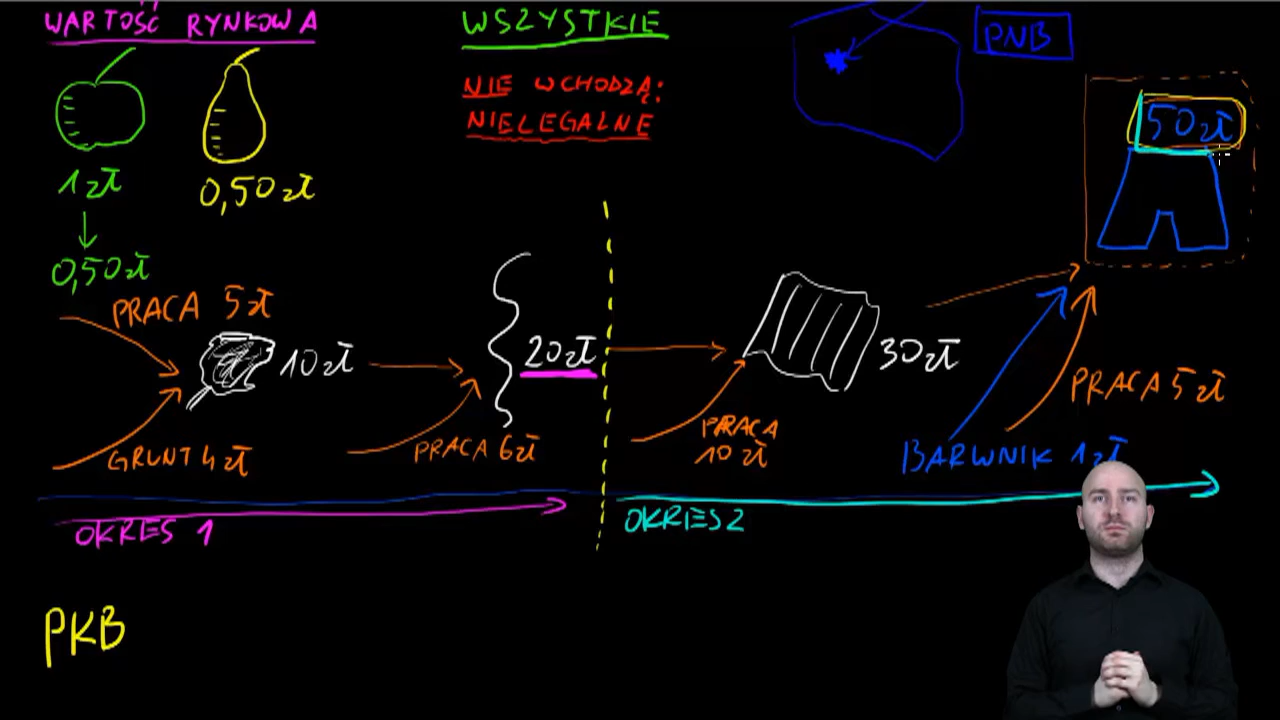 WARTOŚĆ RYNKOWA
WSZYSTKIE
NIE WCHODZĄ:
NIELEGALNE
PNB
1 zł
0,50 zł
0,50 zł
50 zł
PRACA 5 zł
10 zł
GRUNT 4 zł
20 zł
PRACA 6 zł
30 zł
PRACA
10 zł
PRACA 5 zł
BARWNIK 1 zł
OKRES 1
OKRES 2
PKB